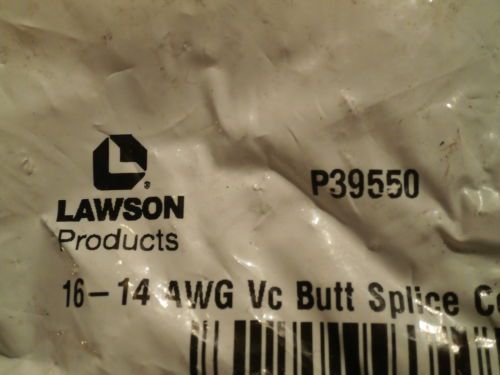 LAWSON
Products
P39550
16-14 AWG Vc Butt Splice